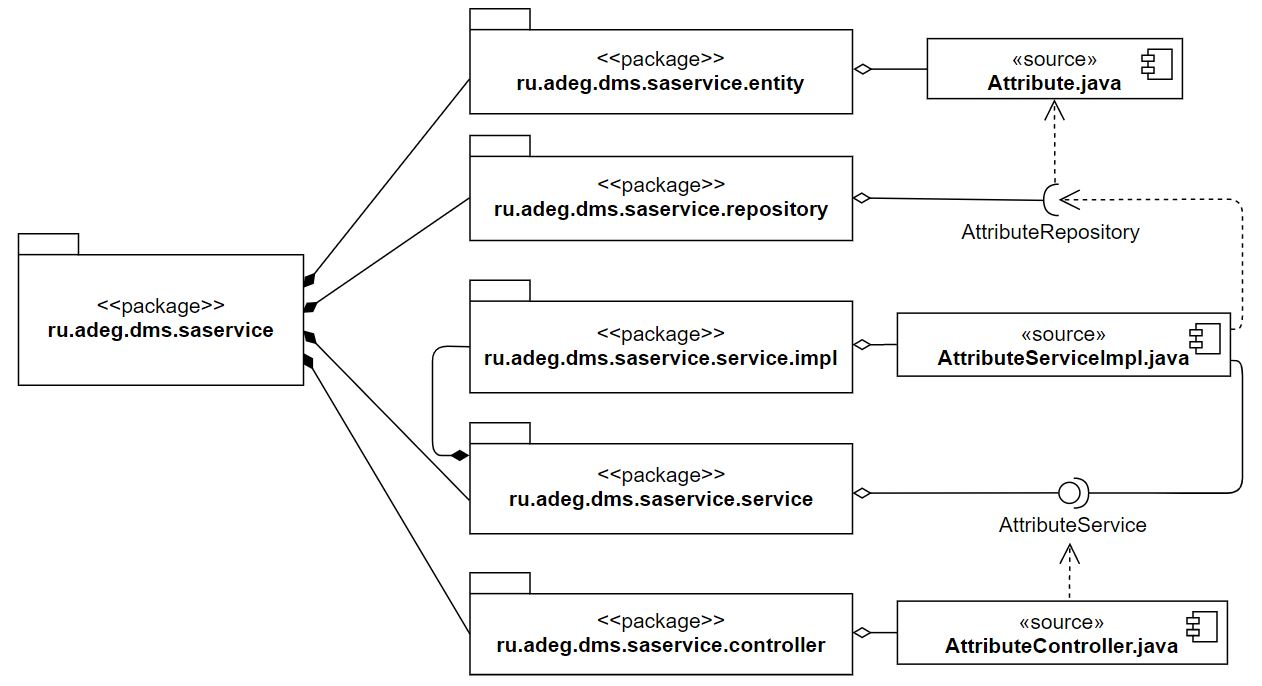 <<package>>
ru.adeg.dms.saservice.entity
«source»
Attribute.java
<<package>>
ru.adeg.dms.saservice.repository
AttributeRepository
<<package>>
ru.adeg.dms.saservice
<<package>>
ru.adeg.dms.saservice.service.impl
«source»
AttributeServiceImpl.java
<<package>>
ru.adeg.dms.saservice.service
AttributeService
<<package>>
ru.adeg.dms.saservice.controller
«source»
AttributeController.java